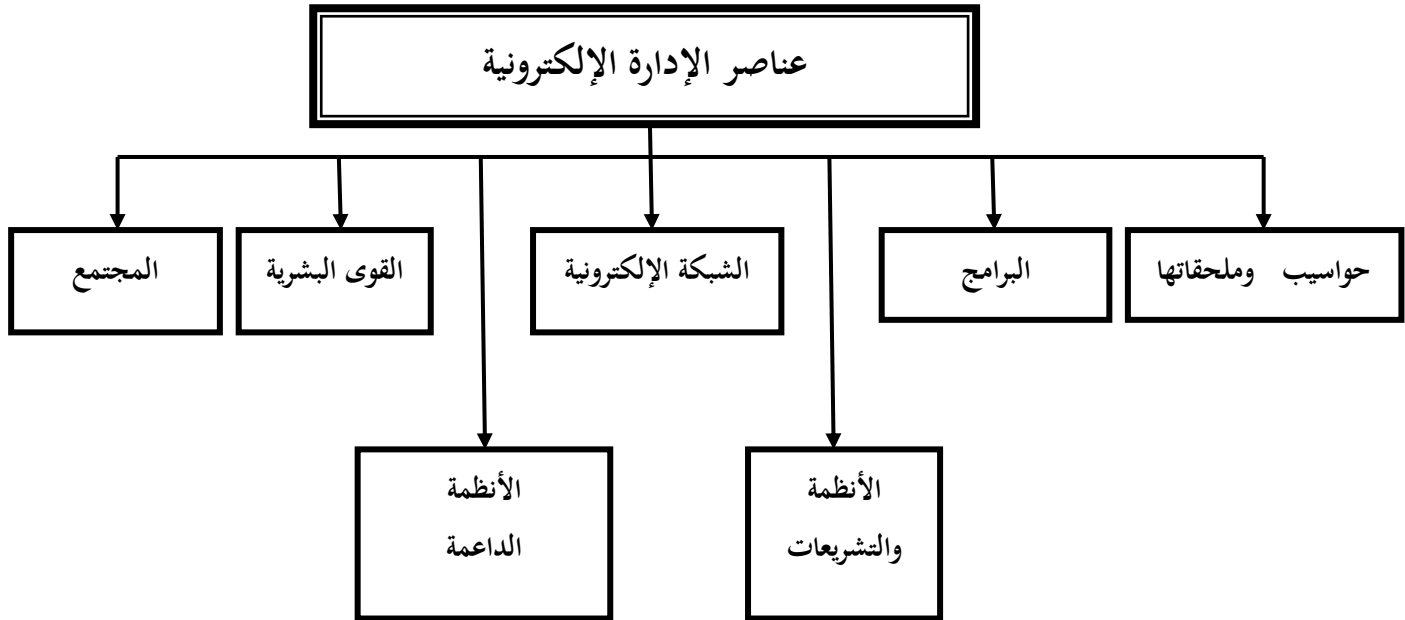 عناصر الإدارة الإلكترونية
حواسيب وملحقاتها
البرامج
الشبكة الإلكترونية
القوى البشرية
المجتمع
الأنظمة
والتشريعات
الأنظمة
الداعمة